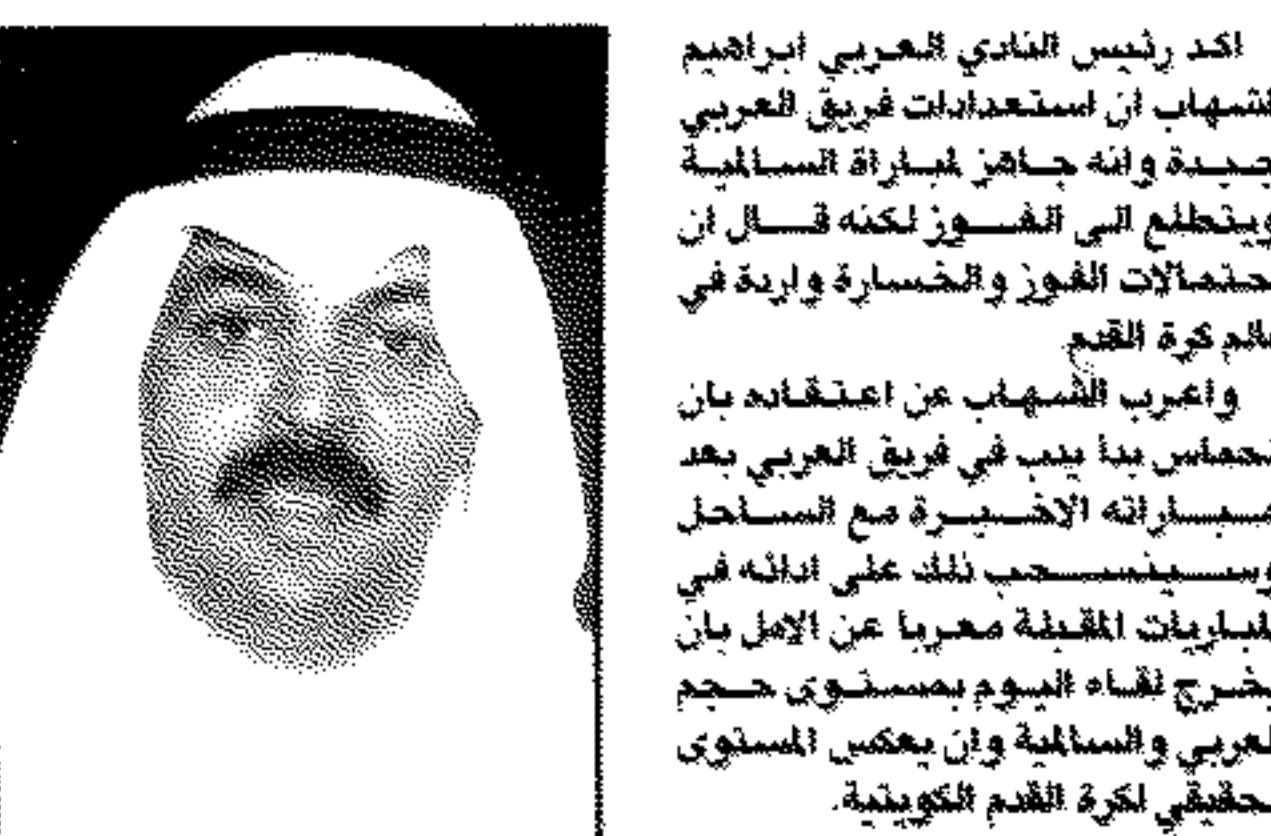 اكد رئيس النادي العربي ابراهيم
الشهاب ان استعدادات فريق العربي
جيدة وانه جاهز لمباراة السالمية
ويتطلع الى الفوز لكنه قال ان
احتمالات الفوز والخسارة واردة في
عالم كرة القدم.
واعرب الشهاب عن اعتقاده بان
الحماس بدا يدب في فريق العربي بعد
مباراته الاخيرة مع الساحل
وسينسحب ذلك على ادائه في
المباريات المقبلة معربا عن الامل بان
يخرج لقاء اليوم بمستوى حجم
العربي والسالمية وان يعكس المستوى
الحقيقي لكرة القدم الكويتية.